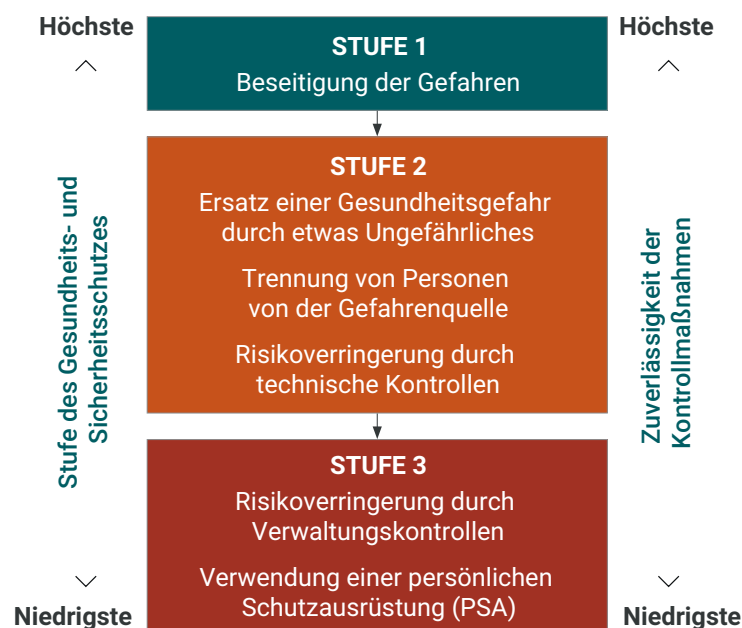 Höchste
Höchste
STUFE 1
Beseitigung der Gefahren
STUFE 2
Ersatz einer Gesundheitsgefahr
durch etwas Ungefährliches
Trennung von Personen
von der Gefahrenquelle
Risikoverringerung durch
technische Kontrollen
Stufe des Gesundheits- und
Sicherheitsschutzes
Zuverlässigkeit der
Kontrollmaßnahmen
STUFE 3
Risikoverringerung durch
Verwaltungskontrollen
Verwendung einer persönlichen
Schutzausrüstung (PSA)
Niedrigste
Niedrigste